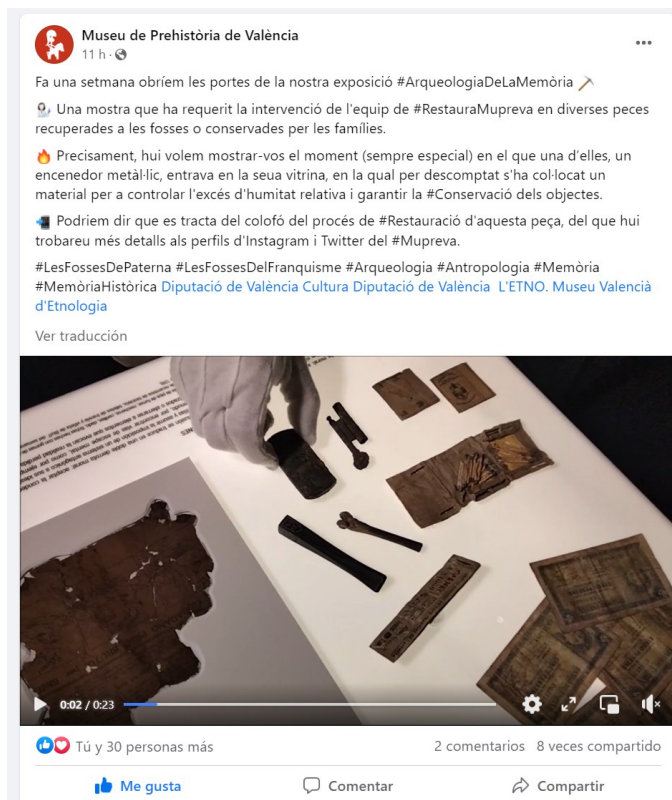 Museu de Prehistòria de València
11 h ·
Fa una setmana obríem les portes de la nostra exposició #ArqueologiaDeLaMemòria
Una mostra que ha requerit la intervenció de l'equip de #RestauraMupreva en diverses peces
recuperades a les fosses o conservades per les famílies.
Precisament, hui volem mostrar-vos el moment (sempre especial) en el que una d'elles, un
encenedor metàl·lic, entrava en la seua vitrina, en la qual per descomptat s'ha col·locat un
material per a controlar l'excés d'humitat relativa i garantir la #Conservació dels objectes.
Podriem dir que es tracta del colofó del procés de #Restauració d'aquesta peça, del que hui
trobareu més detalls als perfils d'Instagram i Twitter del #Mupreva.
#LesFossesDePaterna #LesFossesDelFranquisme #Arqueologia #Antropologia #Memòria
#MemòriaHistòrica Diputació de València Cultura Diputació de València L'ETNO. Museu Valencià
d'Etnologia
Ver traducción
0:02 / 0:23
Tú y 30 personas más
2 comentarios 8 veces compartido
Me gusta Comentar Compartir